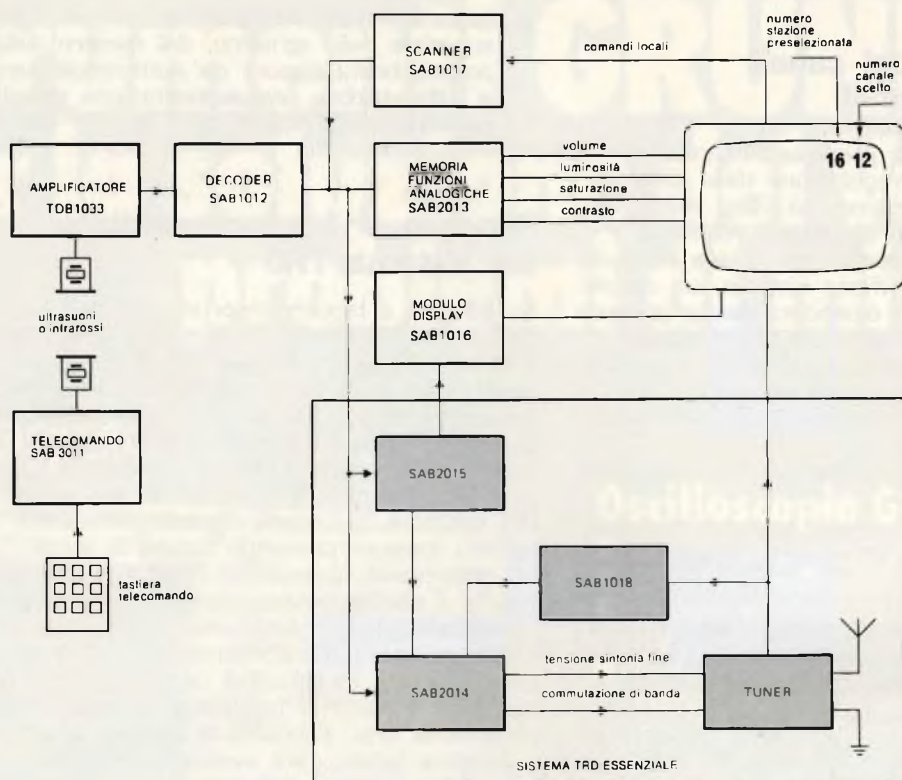 numero
stazione
preselezionata
SCANNER
SAB1017
comandi locali
numero
canale
scelto
16 12
AMPLIFICATORE
TDB1033
DECODER
SAB1012
MEMORIA
FUNZIONI
ANALOGICHE
SAB2013
volume
luminosità
saturazione
contrasto
ultrasuoni
o infrarossi
MODULO
DISPLAY
SAB1016
TELECOMANDO
SAB 3011
SAB2015
tastiera
telecomando
SAB1018
SAB2014
tensione sintonia fine
commutazione di banda
TUNER
SISTEMA TRD ESSENZIALE
Oscilloscopio G